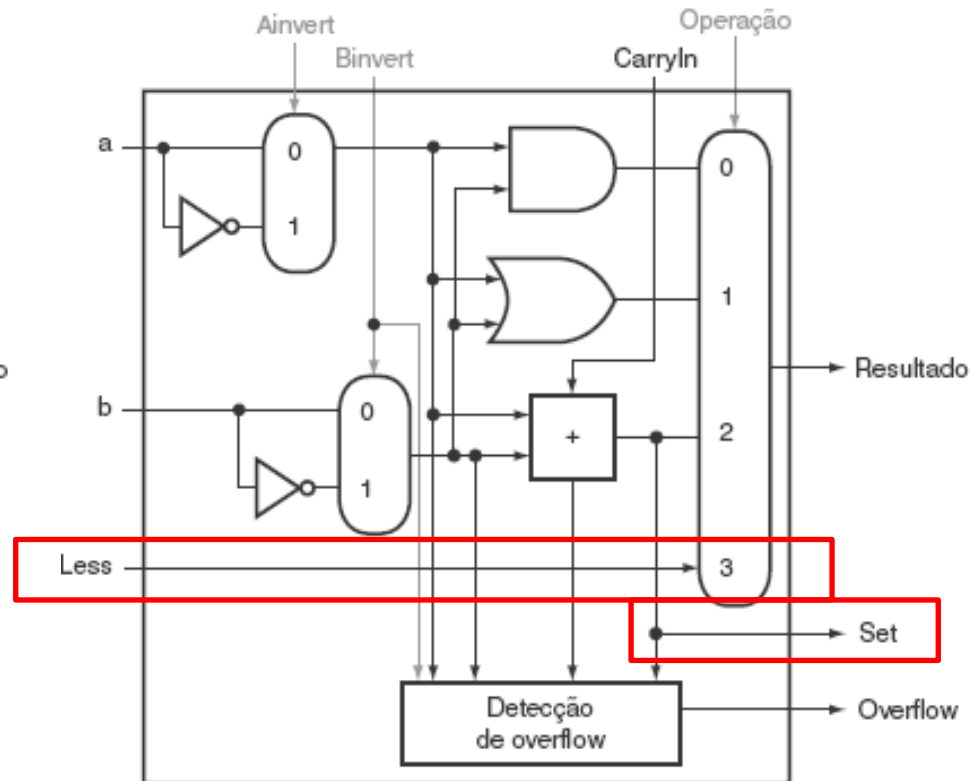 Ainvert
Operação
Binvert
CarryIn
a
0
0
1
1
o
Resultado
b
0
+
2
1
Less
3
Set
Detecção
de overflow
Overflow